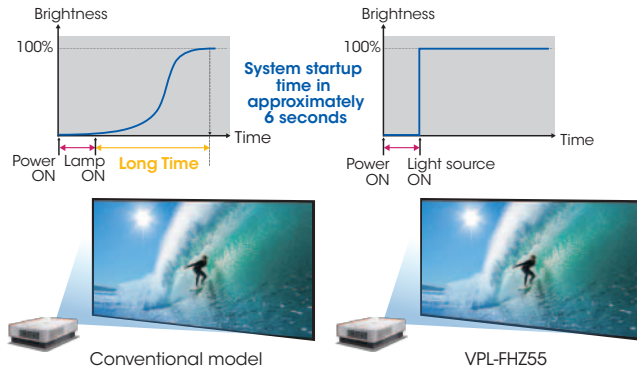 Brightness
100%
Time
Power
ON
Lamp
ON
Long Time
System startup
time in
approximately
6 seconds
Brightness
100%
Time
Power
ON
Light source
ON
Conventional model
VPL-FHZ55